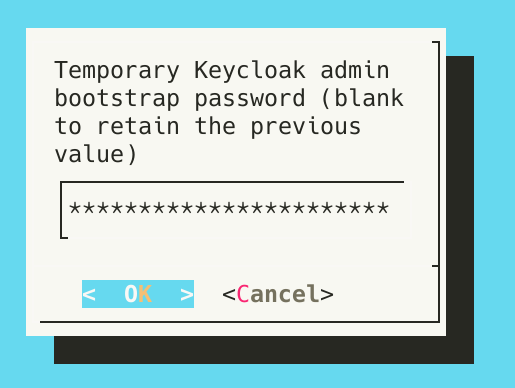 Temporary Keycloak admin
bootstrap password (blank
to retain the previous
value)
***********************
<  OK  >  <Cancel>